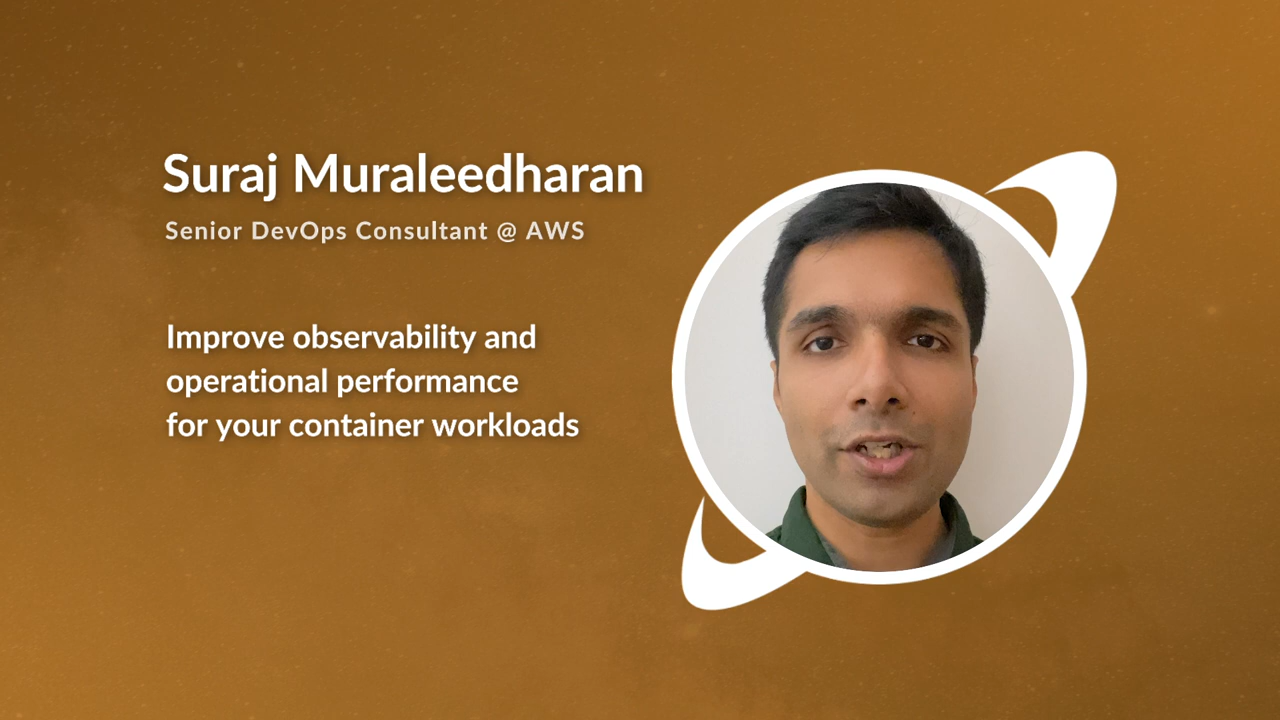 Suraj Muraleedharan
Senior DevOps Consultant @ AWS
Improve observability and
operational performance
for your container workloads